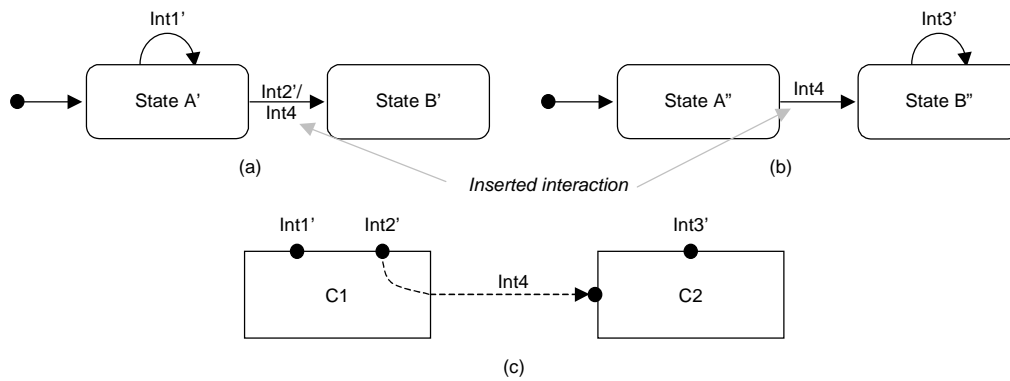 Int1’
Int3’
State A’
Int2’/
Int4
State B’
State A”
Int4
State B”
(a)
(b)
Inserted interaction
Int1’
Int2’
Int3’
C1
Int4
C2
(c)